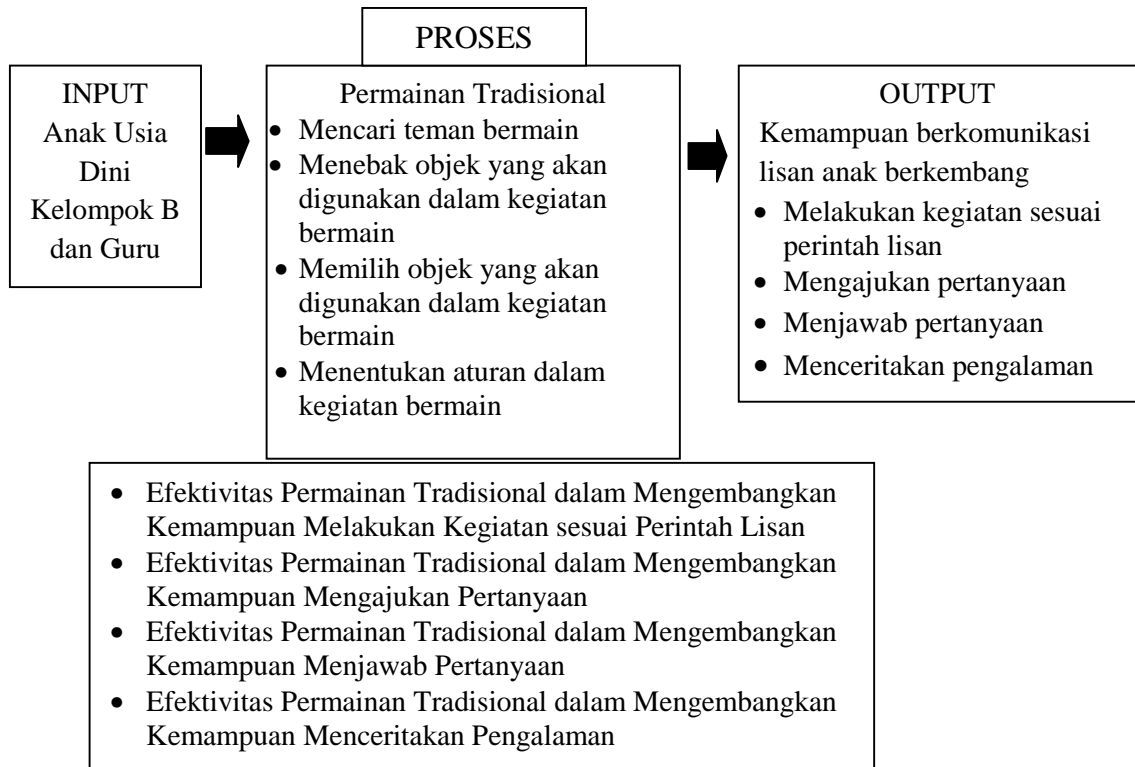 PROSES
INPUT
Anak Usia
Dini
Kelompok B
dan Guru
Permainan Tradisional
• Mencari teman bermain
• Menebak objek yang akan
digunakan dalam kegiatan
bermain
• Memilih objek yang akan
digunakan dalam kegiatan
bermain
• Menentukan aturan dalam
kegiatan bermain
OUTPUT
Kemampuan berkomunikasi
lisan anak berkembang
• Melakukan kegiatan sesuai
perintah lisan
• Mengajukan pertanyaan
• Menjawab pertanyaan
• Menceritakan pengalaman
• Efektivitas Permainan Tradisional dalam Mengembangkan
Kemampuan Melakukan Kegiatan sesuai Perintah Lisan
• Efektivitas Permainan Tradisional dalam Mengembangkan
Kemampuan Mengajukan Pertanyaan
• Efektivitas Permainan Tradisional dalam Mengembangkan
Kemampuan Menjawab Pertanyaan
• Efektivitas Permainan Tradisional dalam Mengembangkan
Kemampuan Menceritakan Pengalaman